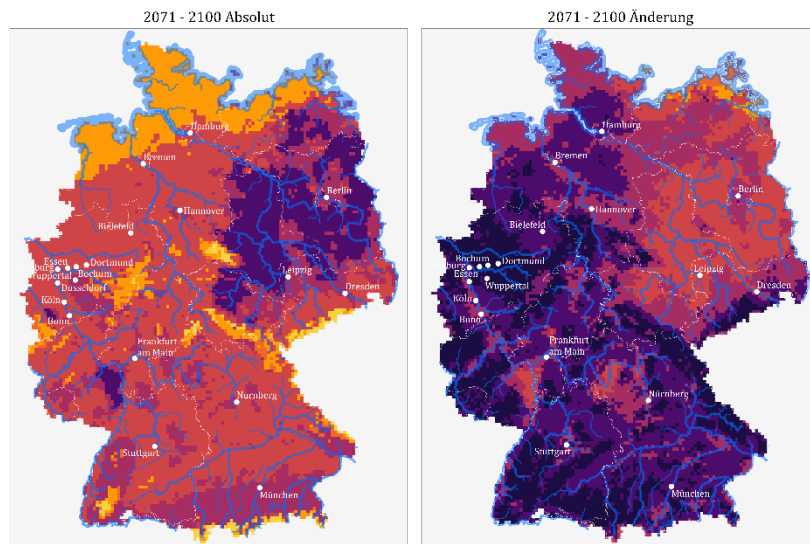 2071 - 2100 Absolut
Hamburg
Bremen
Berlin
Hannover
Bielefeld
Essen
Dortmund
Bochum
Wuppertal
Dusseldorf
Leipzig
Dresden
Köln
Bonn
Frankfurt
am Main
Nürnberg
Stuttgart
München
2071 - 2100 Änderung
Hamburg
Bremen
Berlin
Hannover
Bielefeld
Bochum
Dortmund
Essen
Wuppertal
Leipzig
Dresden
Köln
Bonn
Frankfurt
am Main
Nürnberg
Stuttgart
München